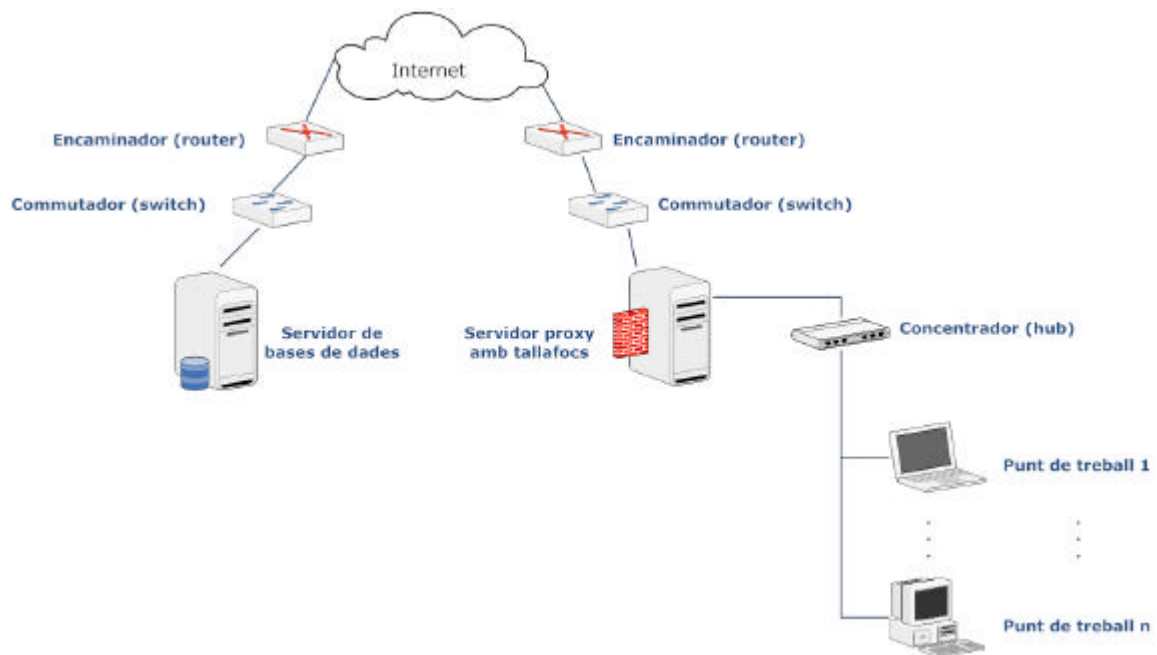 Internet
Encaminador (router)
Encaminador (router)
Commutador (switch)
Commutador (switch)
Servidor de
bases de dades
Servidor proxy
amb tallafocs
Concentrador (hub)
Punt de treball 1
Punt de treball n